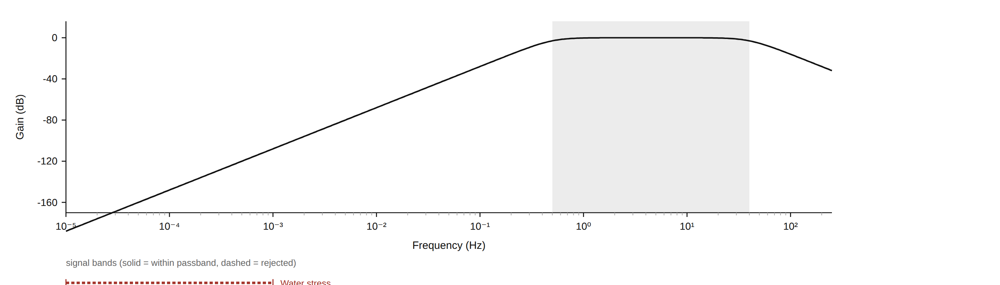 0
-40
-80
-120
-160
Gain (dB)
10⁻⁵ 10⁻⁴ 10⁻³ 10⁻² 10⁻¹ 10⁰ 10¹ 10²
Frequency (Hz)
signal bands (solid = within passband, dashed = rejected)
Water stress